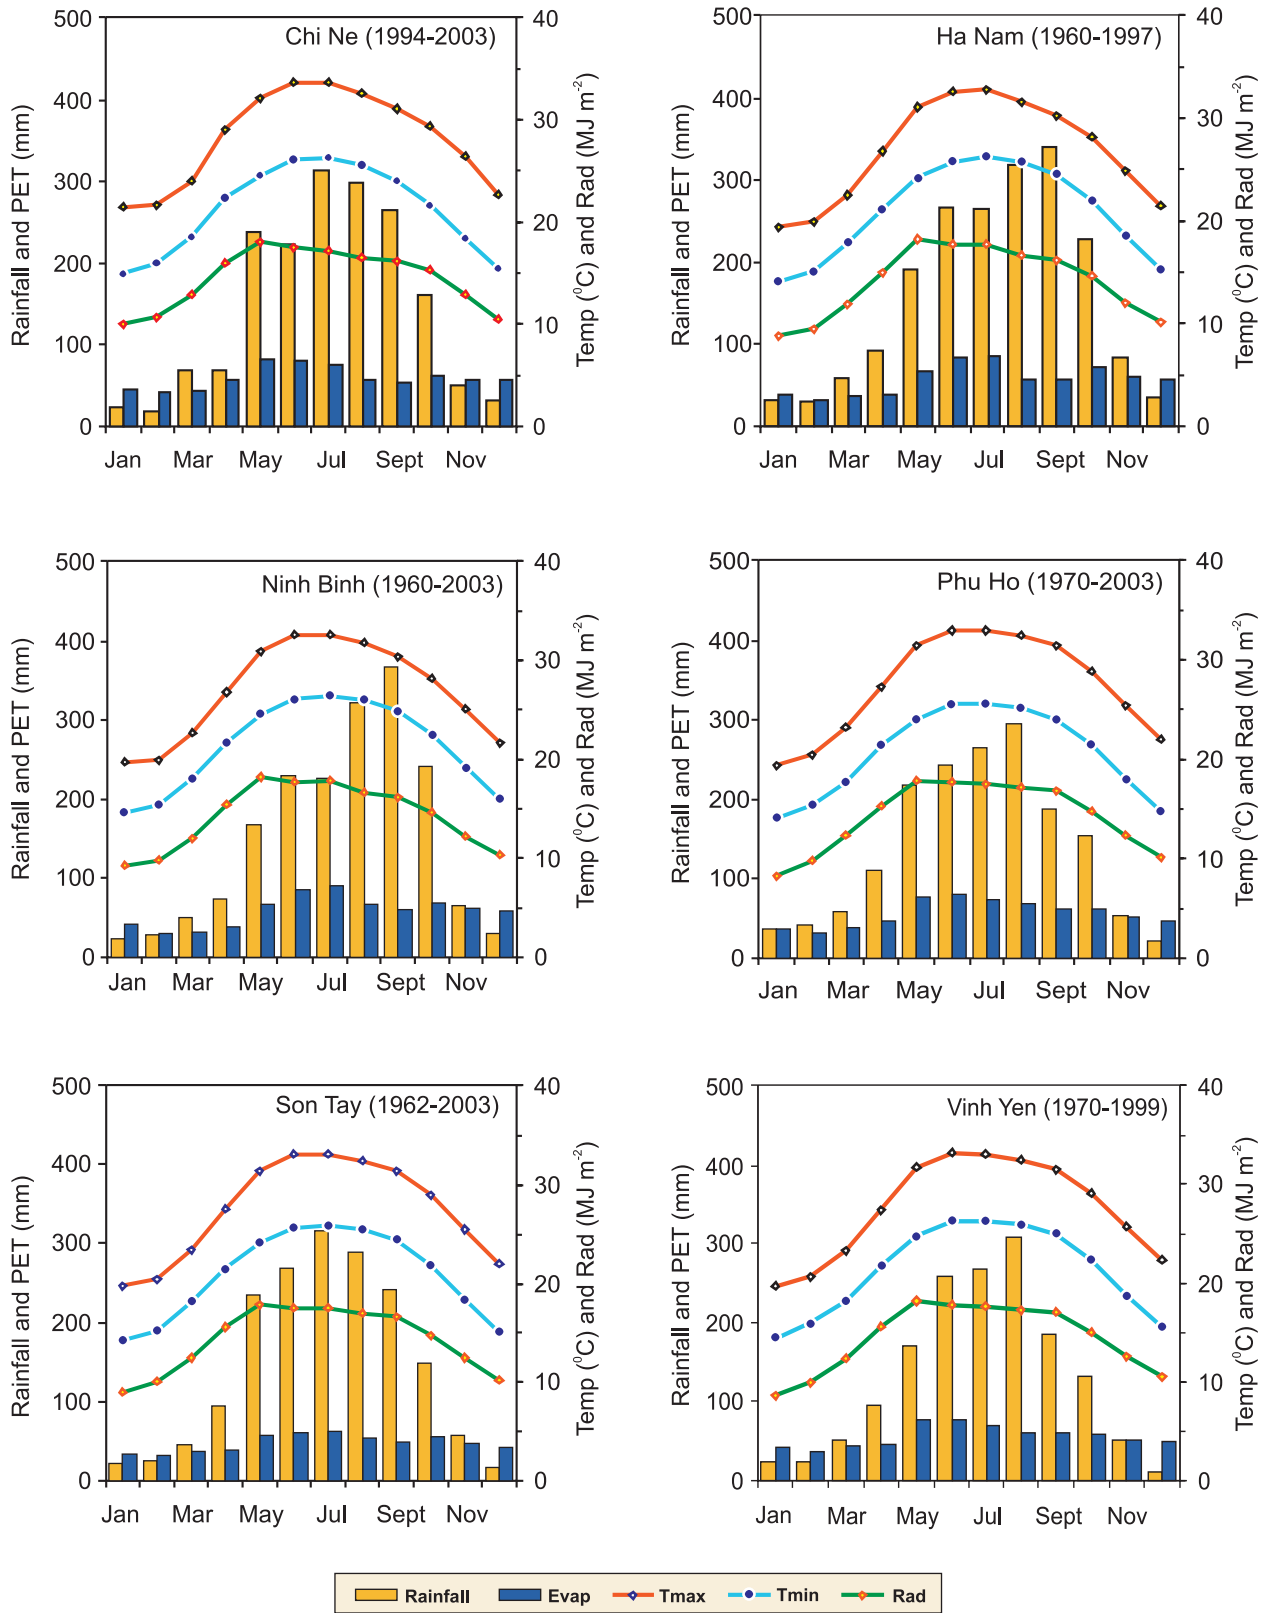 Chi Ne (1994-2003)
500
400
300
200
100
0
Rainfall and PET (mm)
40
30
20
10
0
Temp (⁰C) and Rad (MJ m⁻²)
Jan Mar May Jul Sept Nov
Ha Nam (1960-1997)
500
400
300
200
100
0
Rainfall and PET (mm)
40
30
20
10
0
Temp (⁰C) and Rad (MJ m⁻²)
Jan Mar May Jul Sept Nov
Ninh Binh (1960-2003)
500
400
300
200
100
0
Rainfall and PET (mm)
40
30
20
10
0
Temp (⁰C) and Rad (MJ m⁻²)
Jan Mar May Jul Sept Nov
Phu Ho (1970-2003)
500
400
300
200
100
0
Rainfall and PET (mm)
40
30
20
10
0
Temp (⁰C) and Rad (MJ m⁻²)
Jan Mar May Jul Sept Nov
Son Tay (1962-2003)
500
400
300
200
100
0
Rainfall and PET (mm)
40
30
20
10
0
Temp (⁰C) and Rad (MJ m⁻²)
Jan Mar May Jul Sept Nov
Vinh Yen (1970-1999)
500
400
300
200
100
0
Rainfall and PET (mm)
40
30
20
10
0
Temp (⁰C) and Rad (MJ m⁻²)
Jan Mar May Jul Sept Nov
Rainfall Evap Tmax Tmin Rad